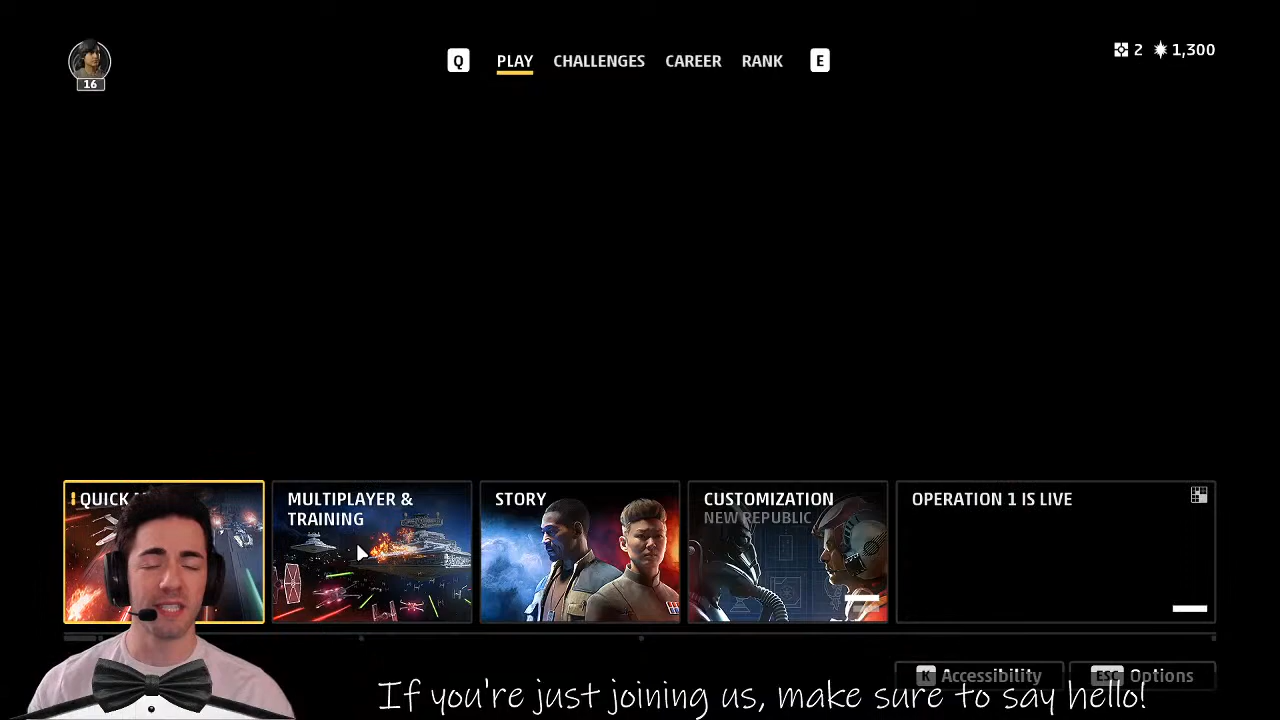 Q PLAY CHALLENGES CAREER RANK E
2 1,300
16
QUICK
MULTIPLAYER &
TRAINING
STORY
CUSTOMIZATION
NEW REPUBLIC
OPERATION 1 IS LIVE
K Accessibility ESC Options
If you're just joining us, make sure to say hello!